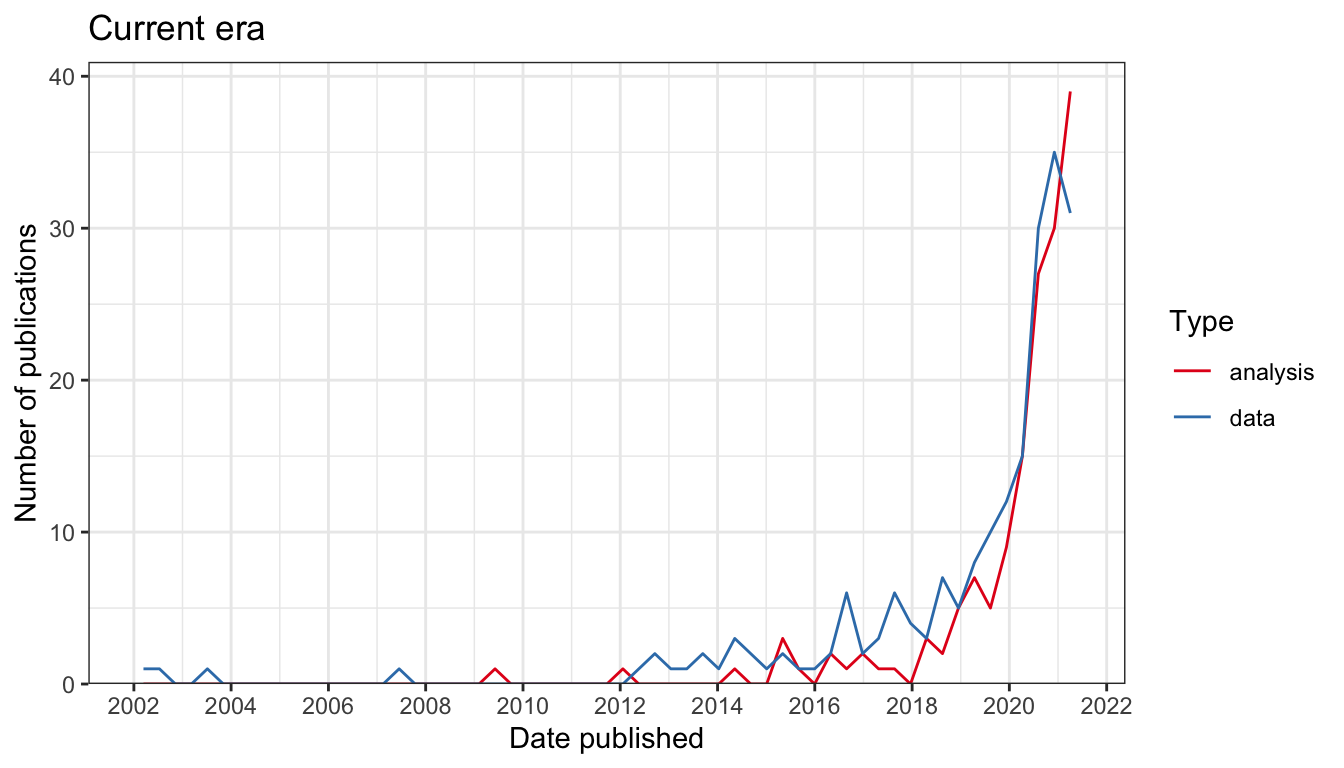 Current era
Number of publications
40
30
20
10
0
2002 2004 2006 2008 2010 2012 2014 2016 2018 2020 2022
Date published
Type
analysis
data